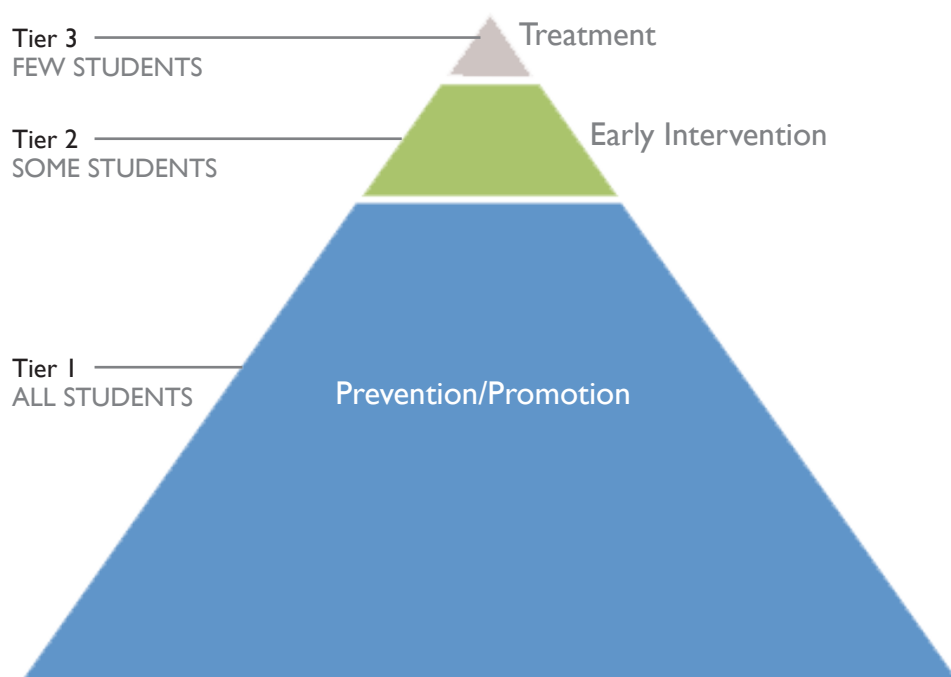 Tier 3
FEW STUDENTS
Treatment
Tier 2
SOME STUDENTS
Early Intervention
Tier 1
ALL STUDENTS
Prevention/Promotion